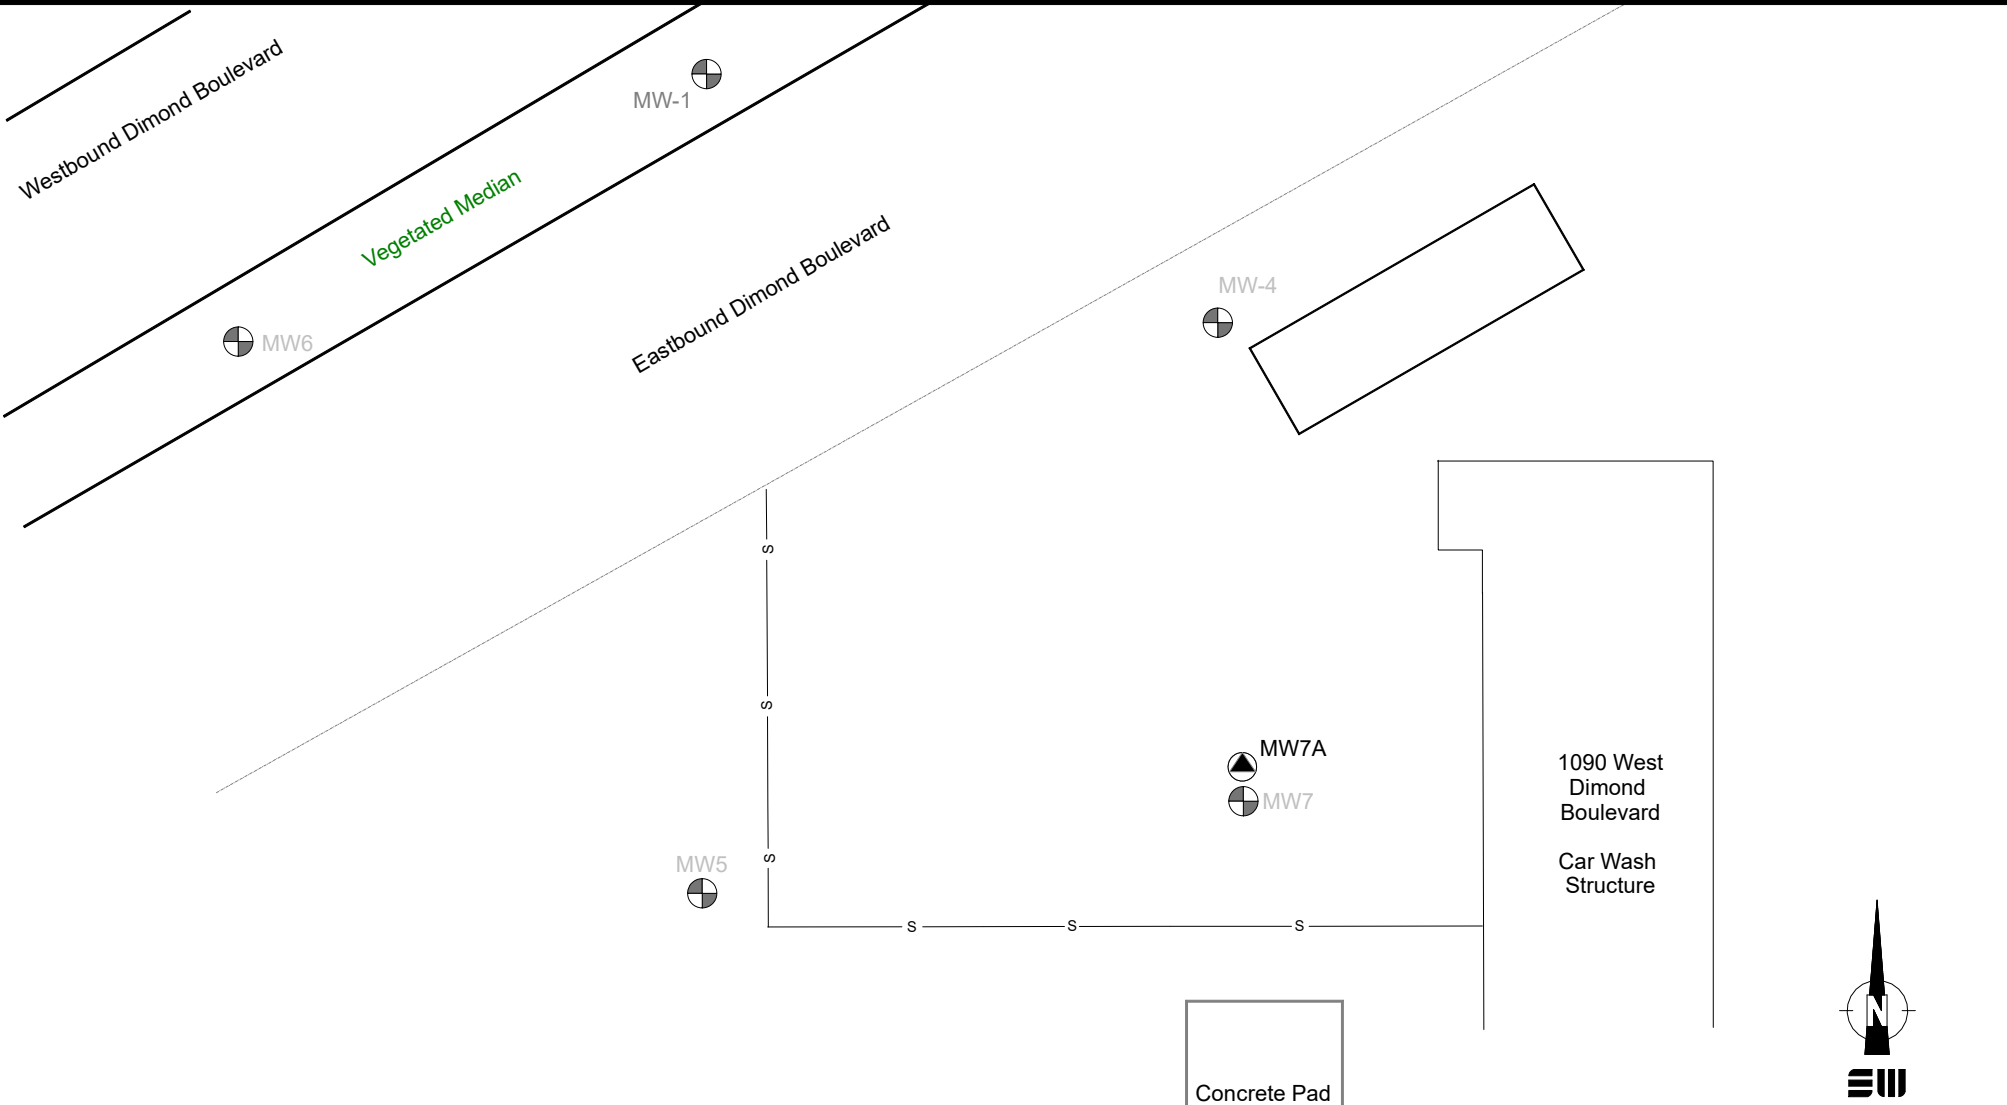 Westbound Dimond Boulevard
MW-1
Vegetated Median
Eastbound Dimond Boulevard
MW-4
MW6
S
S
MW7A
MW7
1090 West
Dimond
Boulevard
Car Wash
Structure
MW5
S
S
S
S
N
SW
Concrete Pad